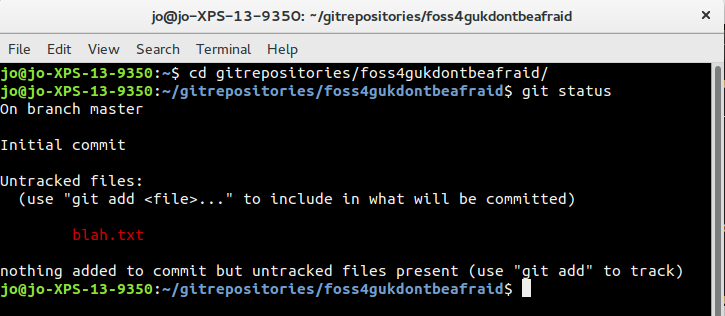 jo@jo-XPS-13-9350: ~/gitrepositories/foss4gukdontbeafraid
File Edit View Search Terminal Help
jo@jo-XPS-13-9350:~$ cd gitrepositories/foss4gukdontbeafraid/
jo@jo-XPS-13-9350:~/gitrepositories/foss4gukdontbeafraid$ git status
On branch master
Initial commit
Untracked files:
(use "git add <file>..." to include in what will be committed)
blah.txt
nothing added to commit but untracked files present (use "git add" to track)
jo@jo-XPS-13-9350:~/gitrepositories/foss4gukdontbeafraid$